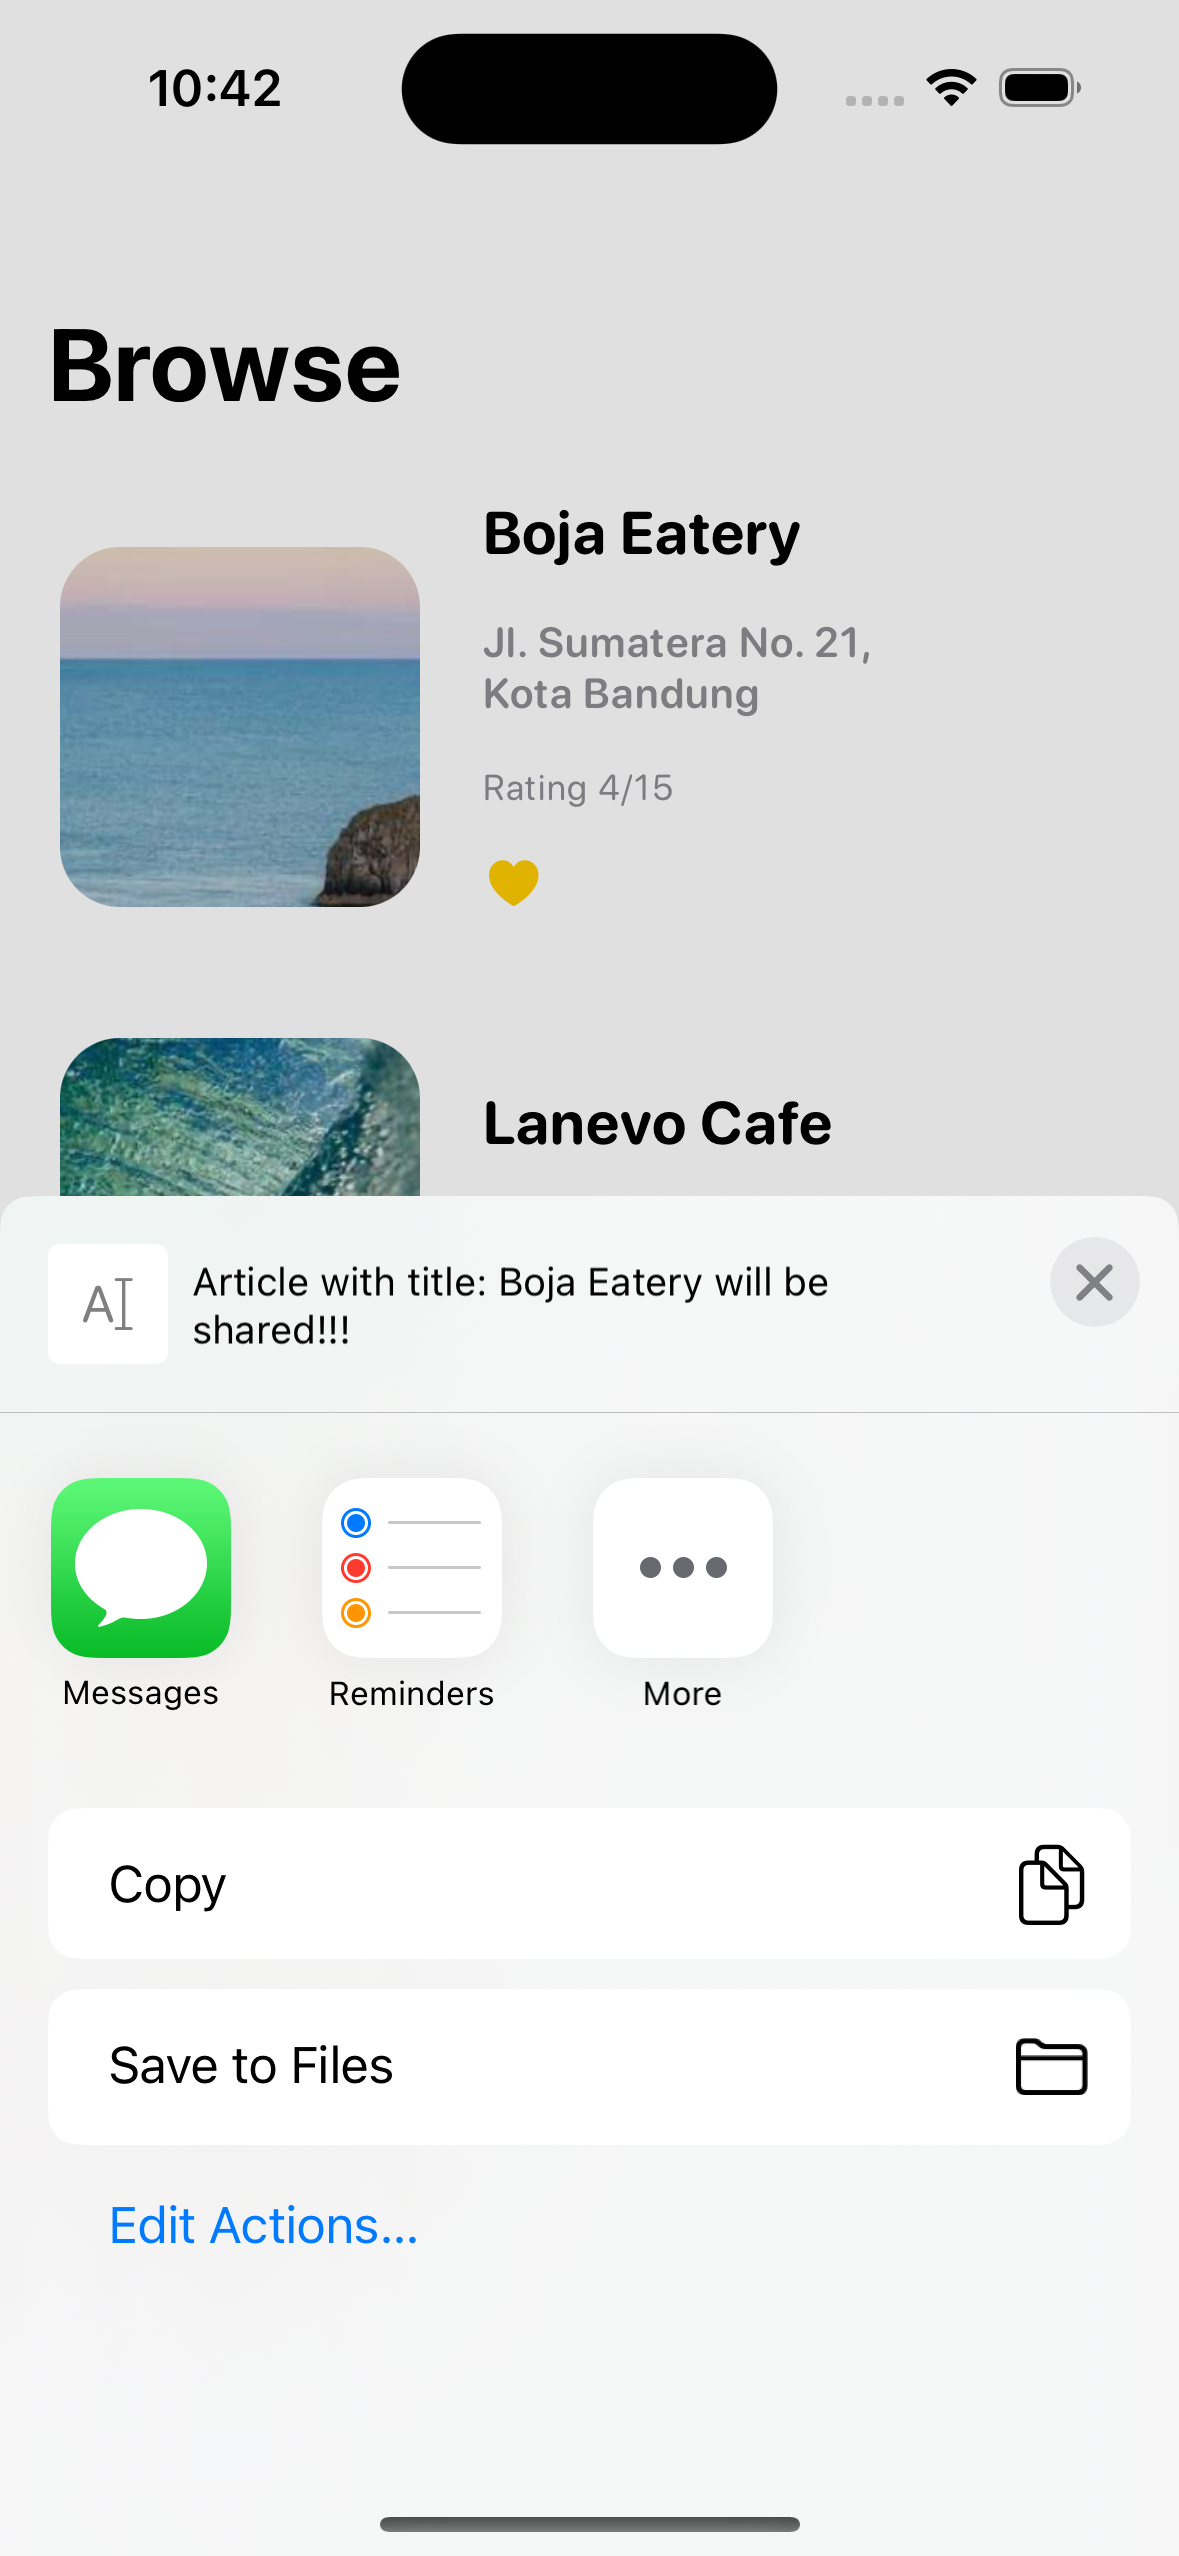 10:42
Browse
Boja Eatery
Jl. Sumatera No. 21,
Kota Bandung
Rating 4/15
Lanevo Cafe
A
Article with title: Boja Eatery will be
shared!!!
Messages
Reminders
More
Copy
Save to Files
Edit Actions...